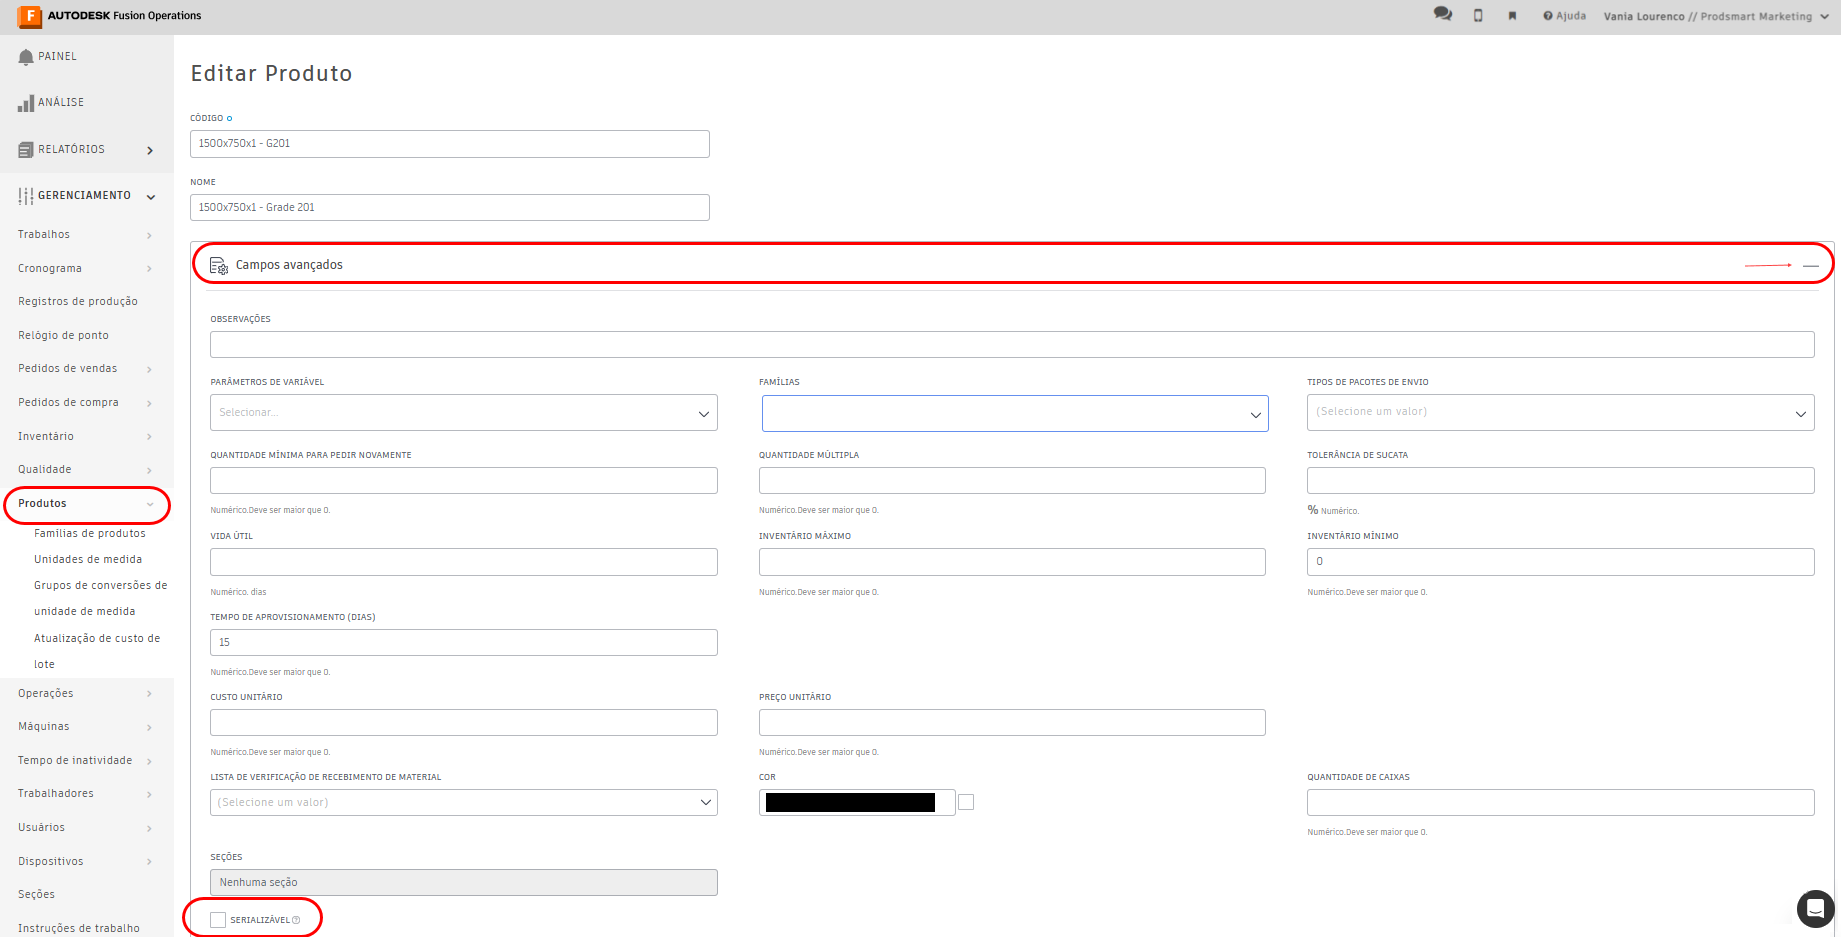 AUTODESK Fusion Operations
Ajuda
Vania Lourenco // Prodsmart Marketing
PAINEL
ANÁLISE
RELATÓRIOS
GERENCIAMENTO
Trabalhos
Cronograma
Registros de produção
Relógio de ponto
Pedidos de vendas
Pedidos de compra
Inventário
Qualidade
Produtos
Famílias de produtos
Unidades de medida
Grupos de conversões de
unidade de medida
Atualização de custo de
lote
Operações
Máquinas
Tempo de inatividade
Trabalhadores
Usuários
Dispositivos
Seções
Instruções de trabalho
Editar Produto
CÓDIGO
1500x750x1 - G201
NOME
1500x750x1 - Grade 201
Campos avançados
OBSERVAÇÕES
PARÂMETROS DE VARIÁVEL
Selecionar...
FAMÍLIAS
TIPOS DE PACOTES DE ENVIO
(Selecione um valor)
QUANTIDADE MÍNIMA PARA PEDIR NOVAMENTE
Numérico.Deve ser maior que 0.
QUANTIDADE MÚLTIPLA
Numérico.Deve ser maior que 0.
TOLERÂNCIA DE SUCATA
% Numérico.
VIDA ÚTIL
Numérico. dias
INVENTÁRIO MÁXIMO
Numérico.Deve ser maior que 0.
INVENTÁRIO MÍNIMO
0
Numérico.Deve ser maior que 0.
TEMPO DE APROVISIONAMENTO (DIAS)
15
Numérico.Deve ser maior que 0.
CUSTO UNITÁRIO
Numérico.Deve ser maior que 0.
PREÇO UNITÁRIO
Numérico.Deve ser maior que 0.
LISTA DE VERIFICAÇÃO DE RECEBIMENTO DE MATERIAL
(Selecione um valor)
COR
QUANTIDADE DE CAIXAS
Numérico.Deve ser maior que 0.
SEÇÕES
Nenhuma seção
SERIALIZÁVEL